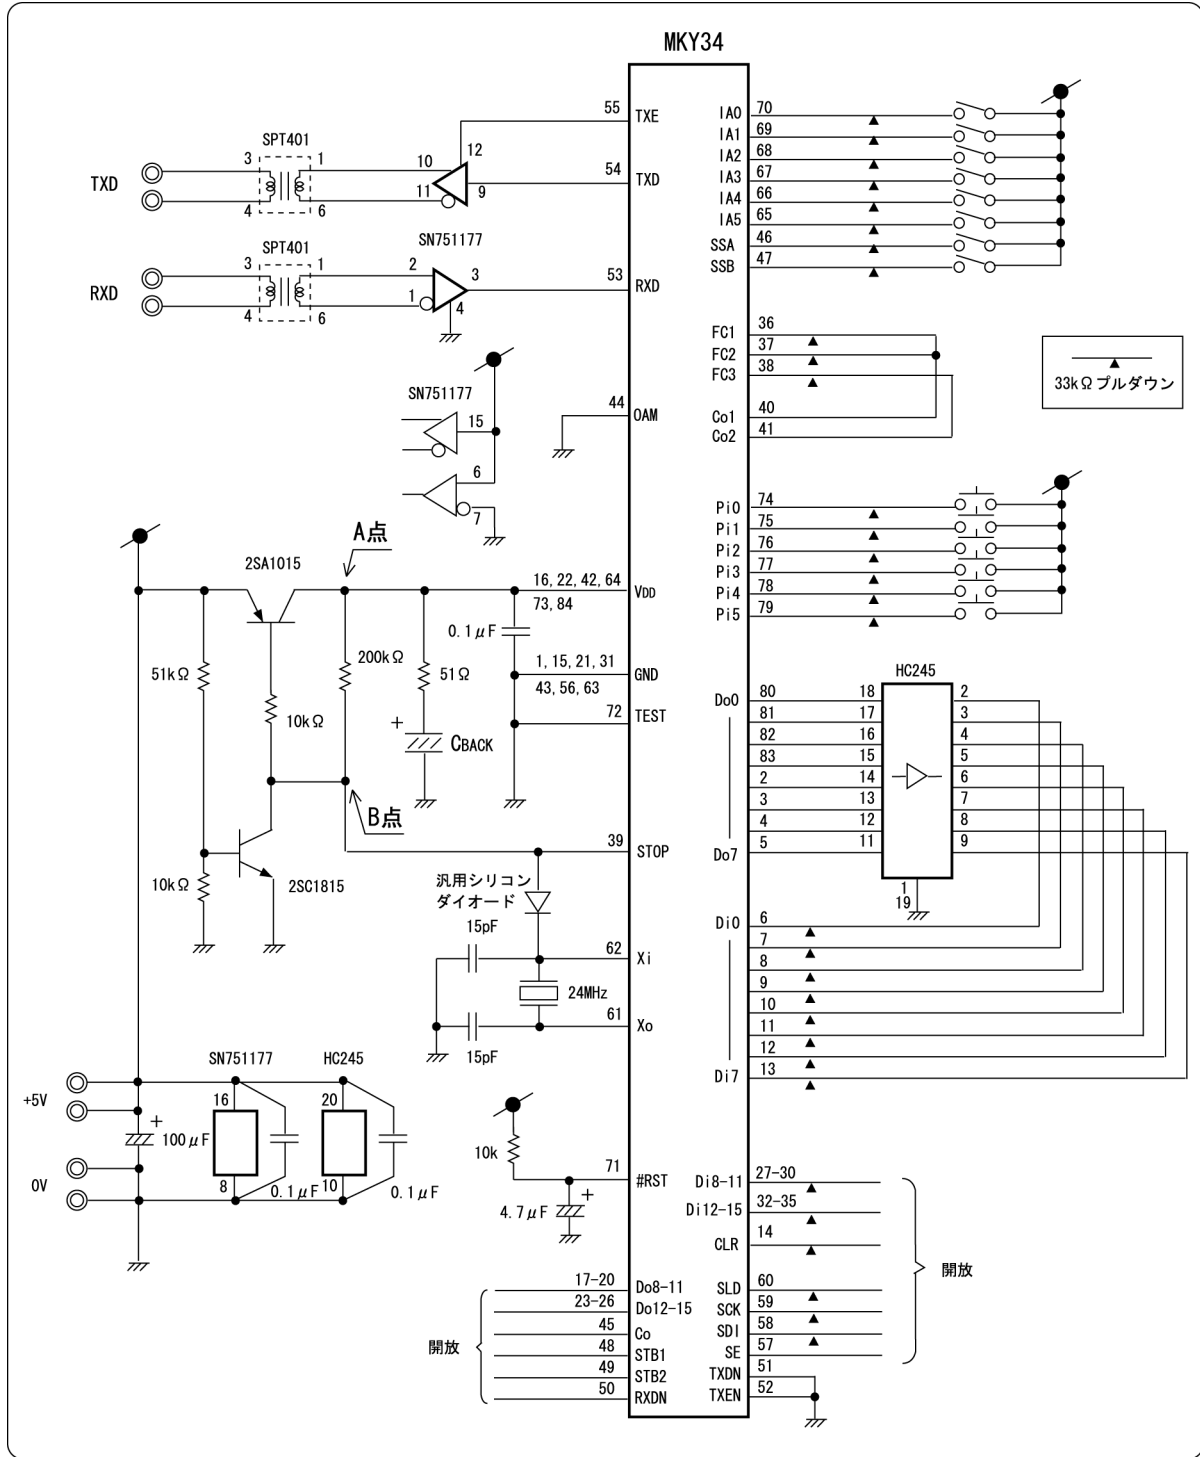 MKY34
55
TXE
SPT401
3
1
10
12
TXD
11
9
54
TXD
4
6
SPT401
SN751177
3
1
2
3
53
RXD
RXD
1
4
4
6
SN751177
15
44
OAM
6
7
A点
2SA1015
16, 22, 42, 64
VDD
73, 84
0.1μF
51kΩ
200kΩ
51Ω
1, 15, 21, 31
GND
43, 56, 63
10kΩ
72
TEST
+
CBACK
B点
39
STOP
10kΩ
2SC1815
汎用シリコン
ダイオード
15pF
62
Xi
24MHz
61
Xo
15pF
SN751177
HC245
+5V
16
20
+
100μF
0V
8
0.1μF
10
0.1μF
10k
71
#RST
+
4.7μF
17-20
Do8-11
23-26
Do12-15
45
Co
開放
48
STB1
49
STB2
50
RXDN
IA0
70
IA1
69
IA2
68
IA3
67
IA4
66
IA5
65
SSA
46
SSB
47
FC1
36
FC2
37
FC3
38
33kΩプルダウン
Co1
40
Co2
41
Pi0
74
Pi1
75
Pi2
76
Pi3
77
Pi4
78
Pi5
79
HC245
Do0
80
18
2
81
17
3
82
16
4
83
15
5
2
14
6
3
13
7
4
12
8
Do7
5
11
9
1
19
Di0
6
7
8
9
10
11
12
Di7
13
Di8-11
27-30
Di12-15
32-35
CLR
14
開放
SLD
60
SCK
59
SDI
58
SE
57
TXDN
51
TXEN
52